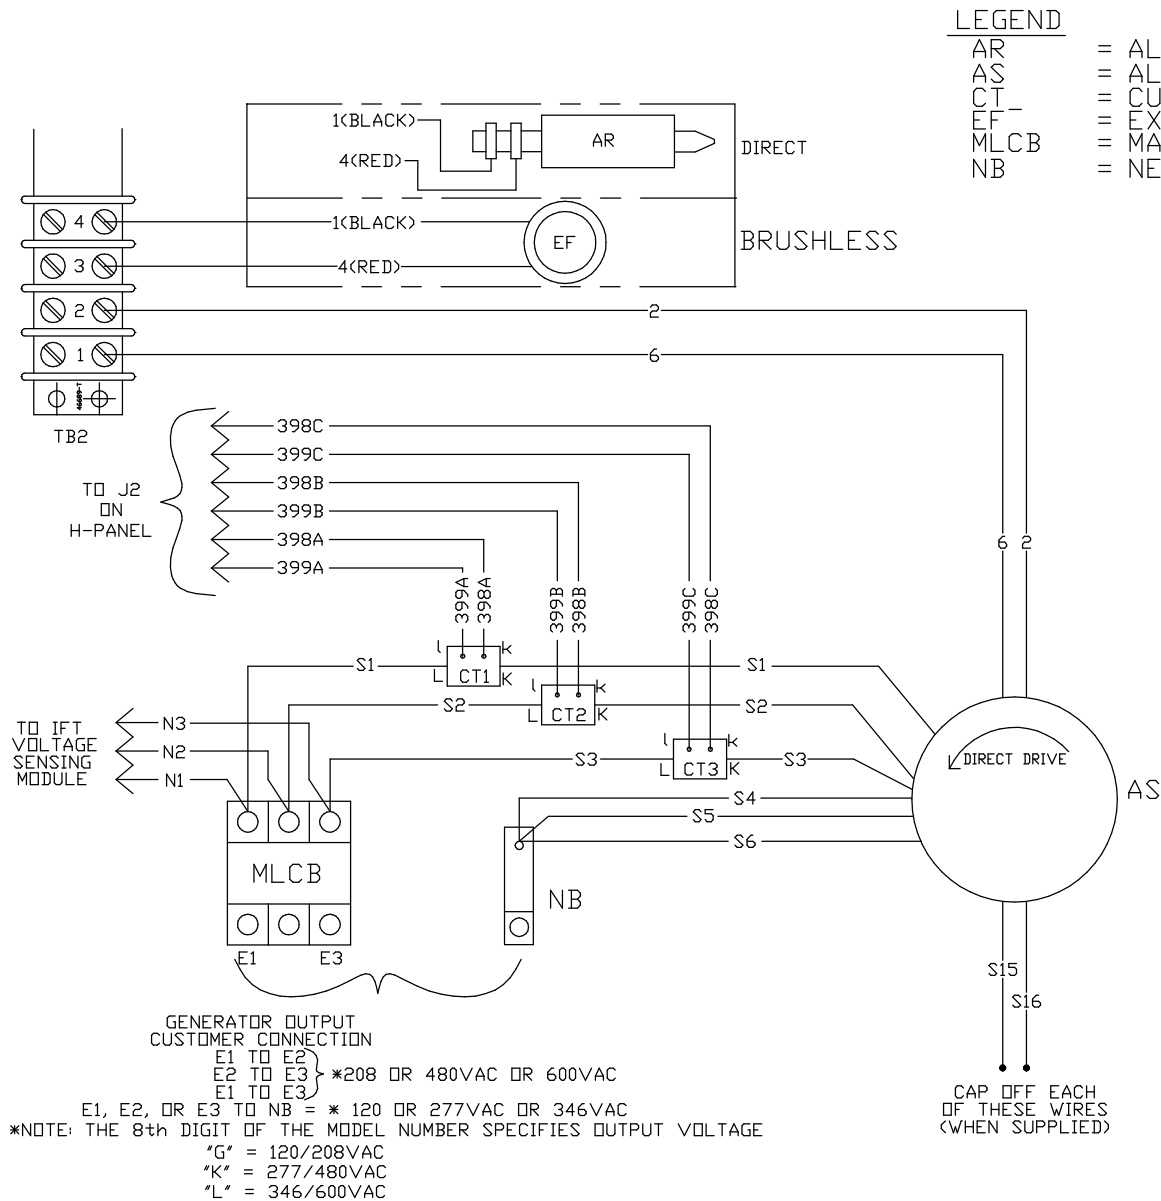 LEGEND
AR = AL
AS = AL
CT_ = CU
EF = EX
MLCB = MA
NB = NE
1(BLACK)
AR
4(RED)
DIRECT
4
1(BLACK)
EF
BRUSHLESS
3
4(RED)
2
2
1
6
TB2
398C
399C
TO J2
ON
H-PANEL
398B
399B
398A
399A
6 2
399A
398A
399B
398B
399C
398C
l k
S1
L CT1 K
S1
l k
S2
L CT2 K
S2
l k
S3
L CT3 K
S3
TO IFT
VOLTAGE
SENSING
MODULE
N3
N2
N1
DIRECT DRIVE
AS
S4
S5
S6
MLCB
NB
E1 E3
S15
S16
GENERATOR OUTPUT
CUSTOMER CONNECTION
E1 TO E2
E2 TO E3
E1 TO E3
*208 OR 480VAC OR 600VAC
E1, E2, OR E3 TO NB = * 120 OR 277VAC OR 346VAC
*NOTE: THE 8th DIGIT OF THE MODEL NUMBER SPECIFIES OUTPUT VOLTAGE
"G" = 120/208VAC
"K" = 277/480VAC
"L" = 346/600VAC
CAP OFF EACH
OF THESE WIRES
(WHEN SUPPLIED)